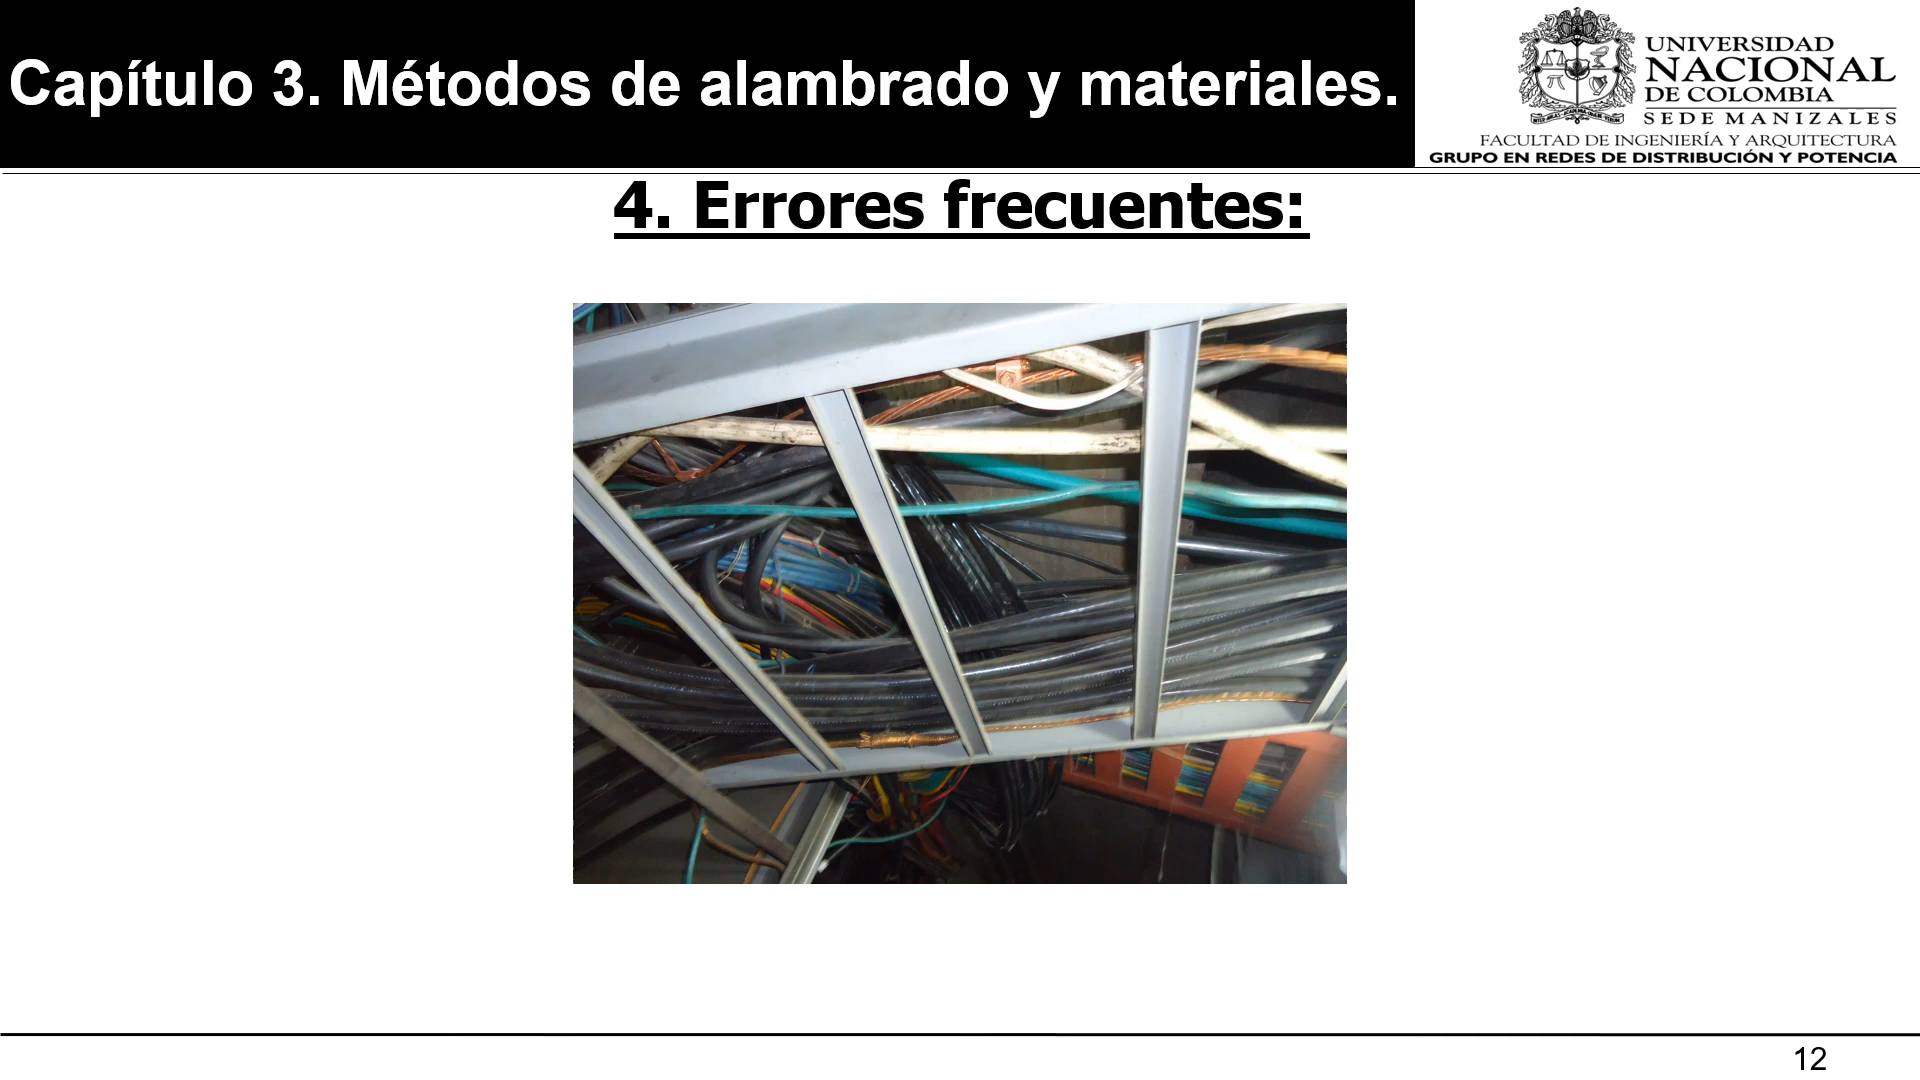 Capítulo 3. Métodos de alambrado y materiales.
UNIVERSIDAD
NACIONAL
DE COLOMBIA
SEDE MANIZALES
FACULTAD DE INGENIERÍA Y ARQUITECTURA
GRUPO EN REDES DE DISTRIBUCIÓN Y POTENCIA
4. Errores frecuentes:
12